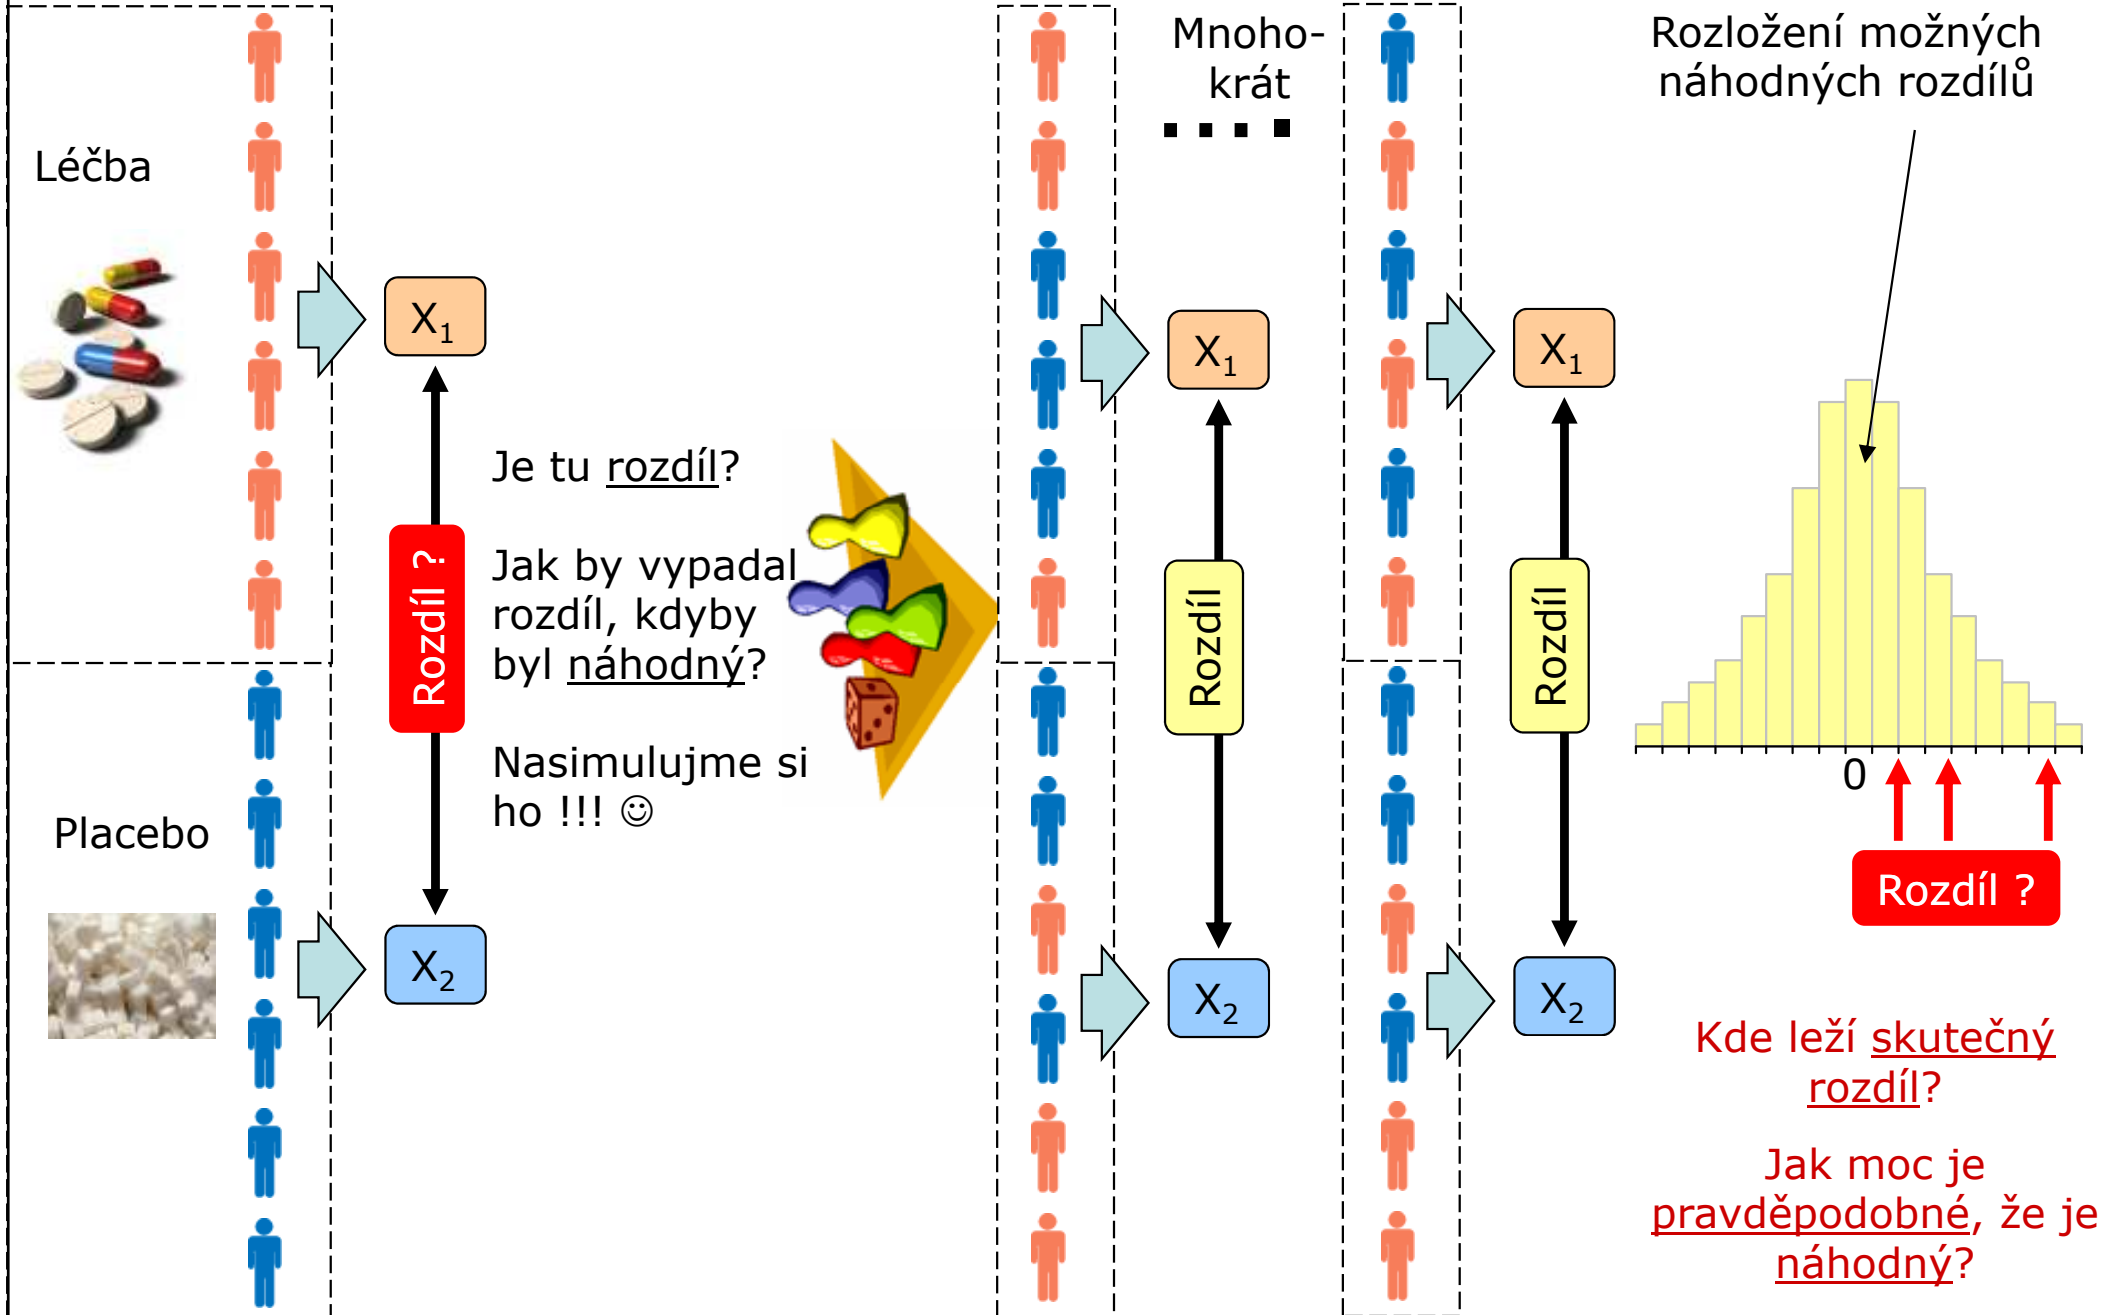 Léčba
Placebo
X1
Rozdíl ?
X2
Je tu rozdíl?
Jak by vypadal
rozdíl, kdyby
byl náhodný?
Nasimulujme si
ho !!! ☺
Mnoho-
krát
X1
Rozdíl
X2
X1
Rozdíl
X2
Rozložení možných
náhodných rozdílů
0
Rozdíl ?
Kde leží skutečný
rozdíl?
Jak moc je
pravděpodobné, že je
náhodný?